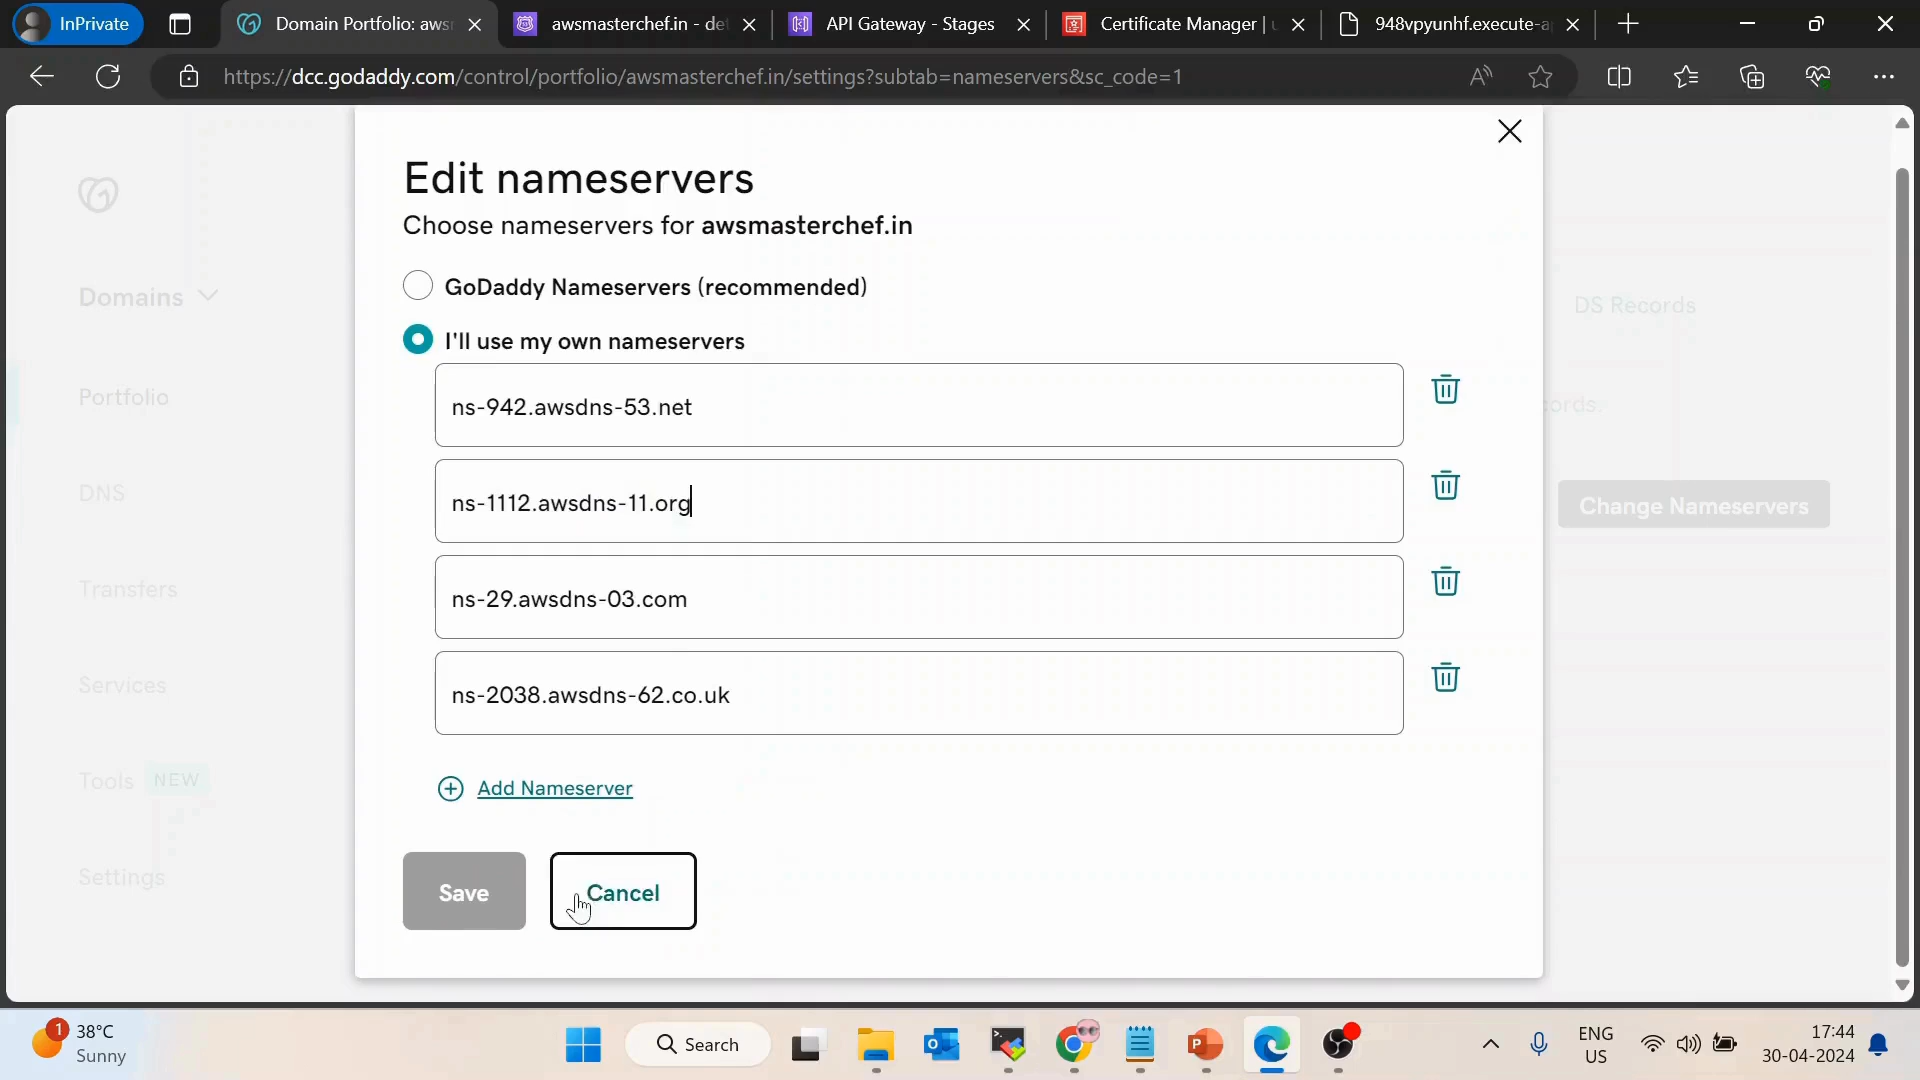 InPrivate
Domain Portfolio: aws
awsmasterchef.in - de
API Gateway - Stages
Certificate Manager |
948vpyunhf.execute-a
https://dcc.godaddy.com/control/portfolio/awsmasterchef.in/settings?subtab=nameservers&sc_code=1
Edit nameservers
Choose nameservers for awsmasterchef.in
GoDaddy Nameservers (recommended)
Domains
DS Records
I'll use my own nameservers
Portfolio
ns-942.awsdns-53.net
ords.
DNS
ns-1112.awsdns-11.org
Change Nameservers
Transfers
ns-29.awsdns-03.com
Services
ns-2038.awsdns-62.co.uk
Tools NEW
Add Nameserver
Settings
Save
Cancel
1
38°C
Sunny
Search
ENG
US
17:44
30-04-2024